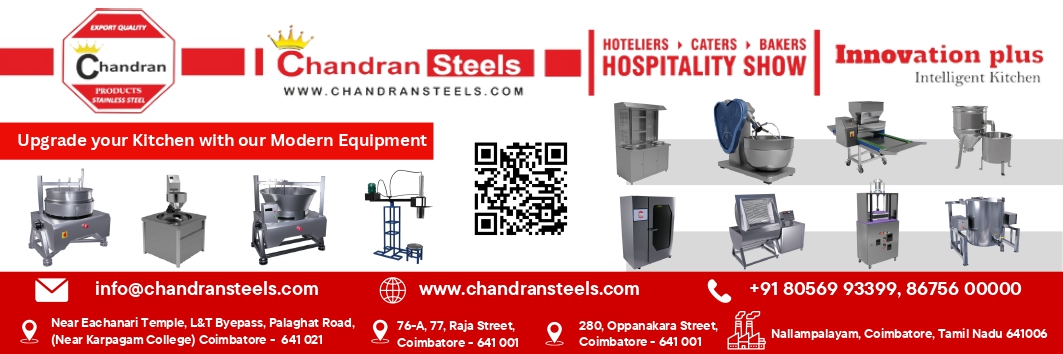 EXPORT QUALITY
Chandran
PRODUCTS
STAINLESS STEEL
Chandran Steels
WWW.CHANDRANSTEELS.COM
HOTELIERS CATERS BAKERS
HOSPITALITY SHOW
Innovation plus
Intelligent Kitchen
Upgrade your Kitchen with our Modern Equipment
info@chandransteels.com
www.chandransteels.com
+91 80569 93399, 86756 00000
Near Eachanari Temple, L&T Byepass, Palaghat Road,
(Near Karpagam College) Coimbatore - 641 021
76-A, 77, Raja Street,
Coimbatore - 641 001
280, Oppanakara Street,
Coimbatore - 641 001
Nallampalayam, Coimbatore, Tamil Nadu 641006